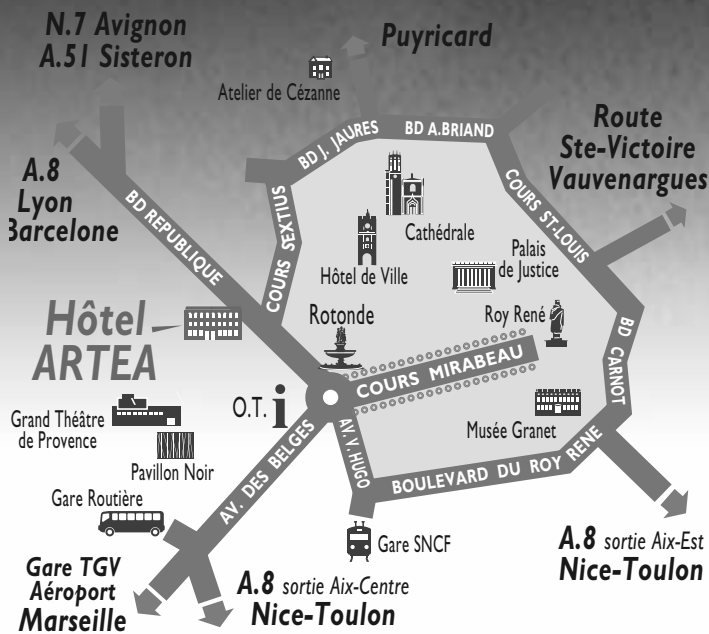 N.7 Avignon
A.51 Sisteron
Puyricard
Atelier de Cézanne
BD J. JAURES
BD A.BRIAND
Route
Ste-Victoire
Vauvenargues
A.8
Lyon
Barcelone
BD REPUBLIQUE
COURS SEXTIUS
COURS ST-LOUIS
Cathédrale
Hôtel de Ville
Palais
de Justice
Rotonde
Roy René
Hôtel
ARTEA
COURS MIRABEAU
BD CARNOT
O.T. i
Grand Théâtre
de Provence
Pavillon Noir
Musée Granet
AV. V. HUGO
AV. DES BELGES
BOULEVARD DU ROY RENE
Gare Routière
Gare SNCF
Gare TGV
Aéroport
Marseille
A.8 sortie Aix-Centre
Nice-Toulon
A.8 sortie Aix-Est
Nice-Toulon